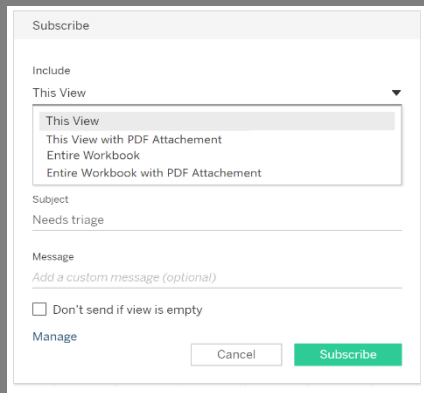 Subscribe
Include
This View
This View
This View with PDF Attachement
Entire Workbook
Entire Workbook with PDF Attachement
Subject
Needs triage
Message
Add a custom message (optional)
Don't send if view is empty
Manage
Cancel Subscribe